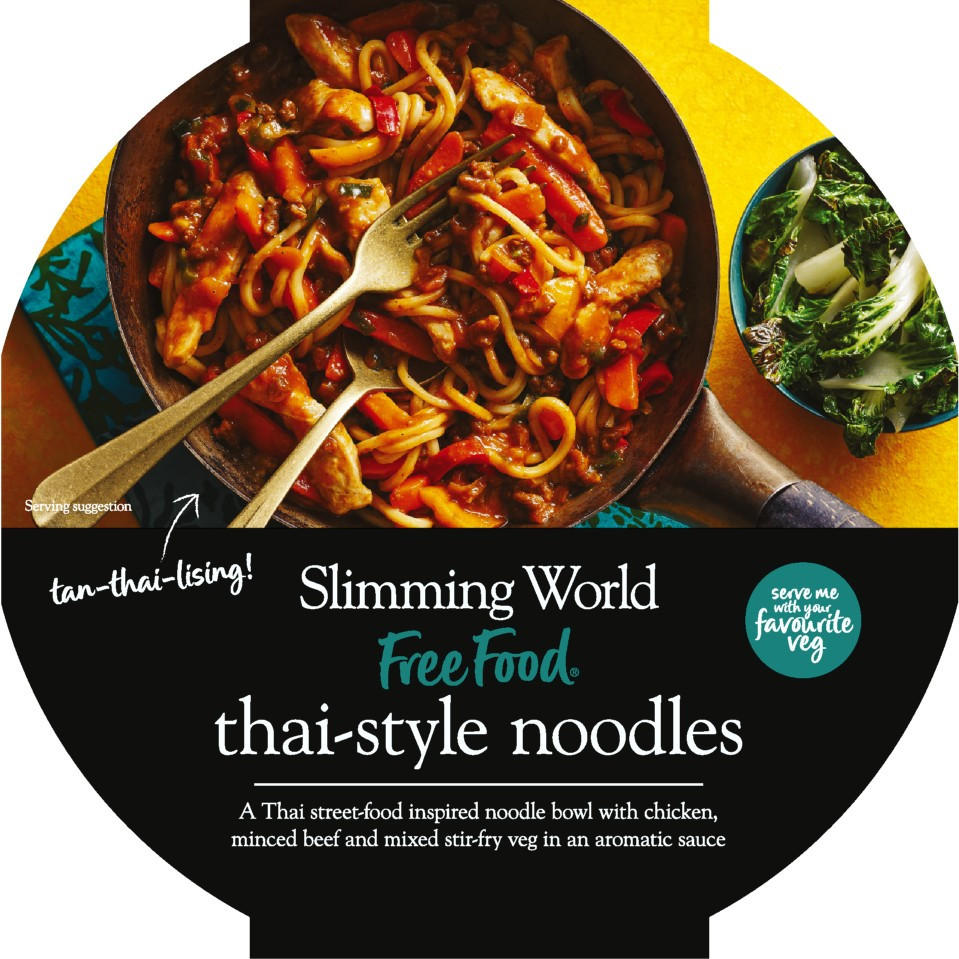 Serving suggestion
tan-thai-lising!
Slimming World
Free Food®
thai-style noodles
serve me
with your
favourite
veg
A Thai street-food inspired noodle bowl with chicken,
minced beef and mixed stir-fry veg in an aromatic sauce